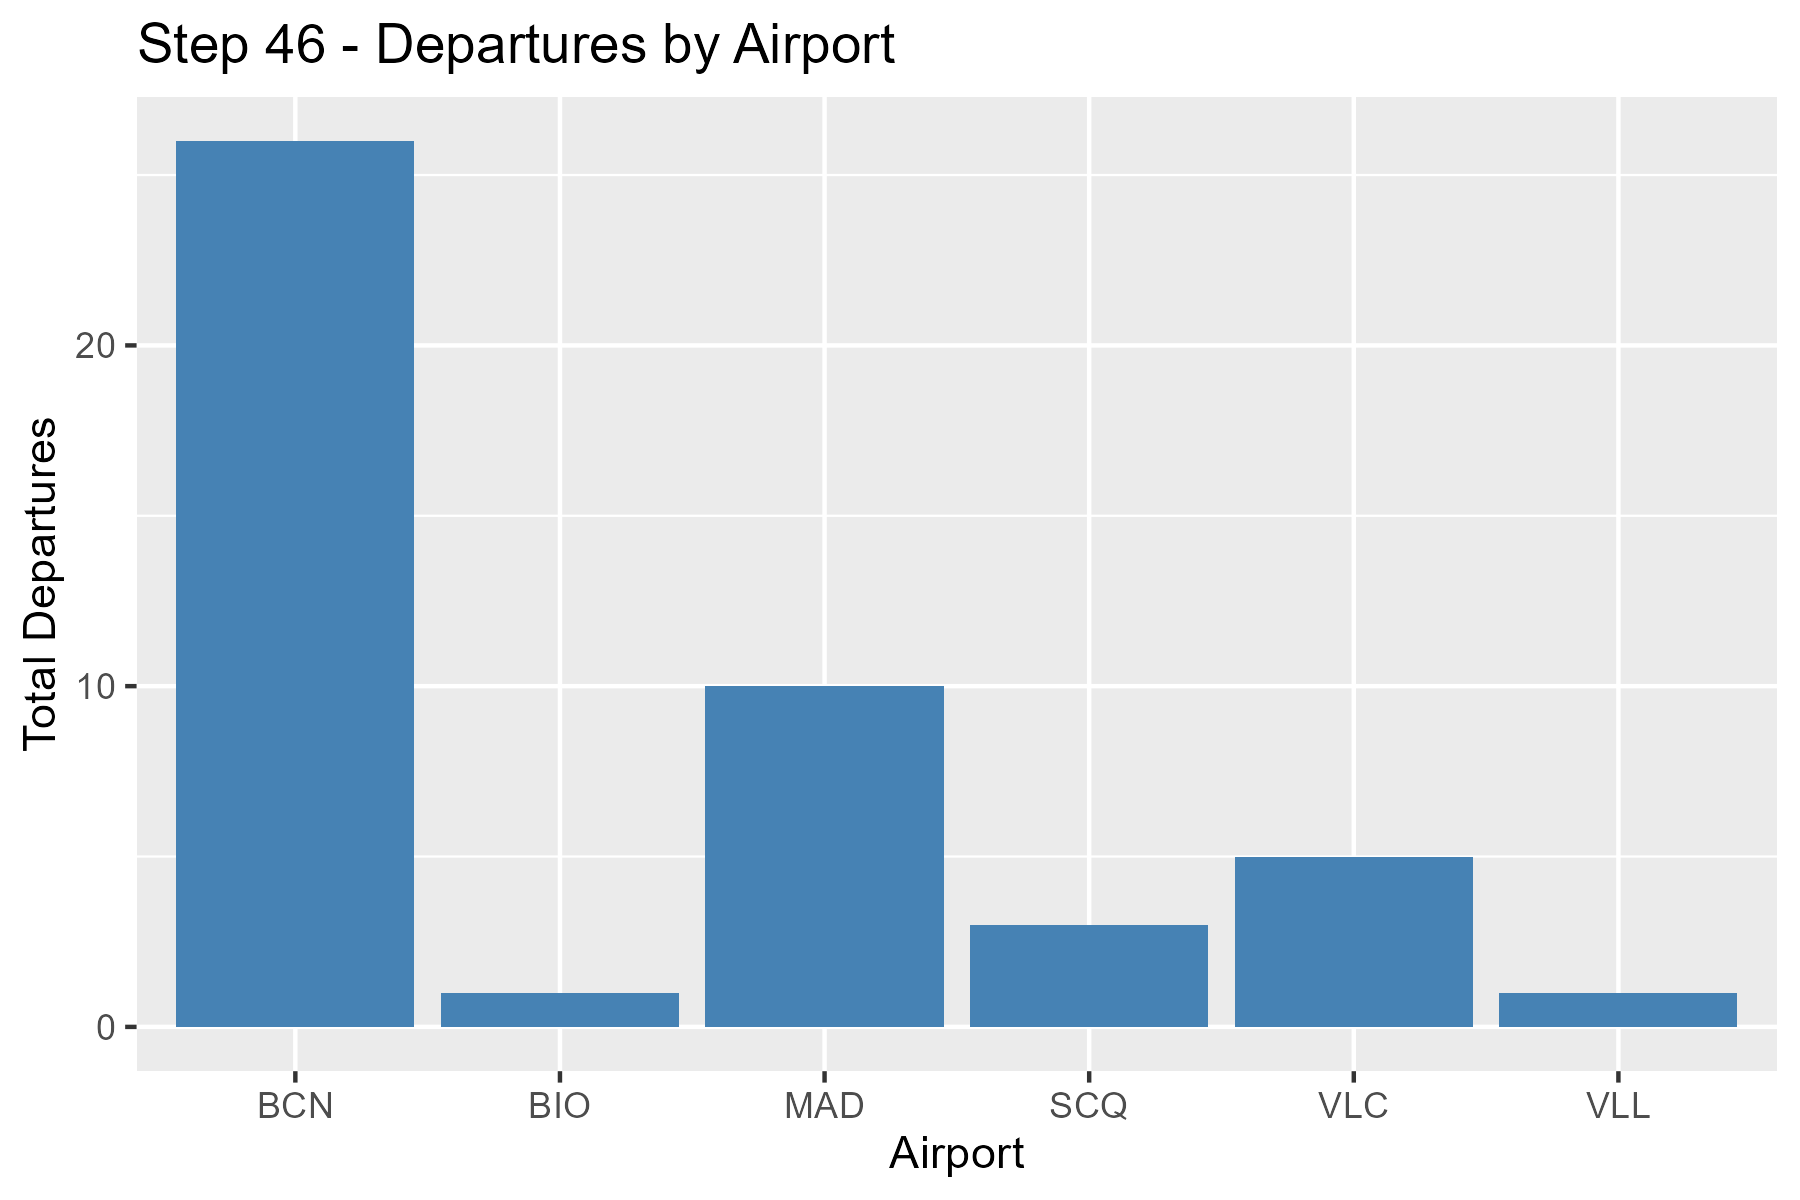 Step 46 - Departures by Airport
Total Departures
20
10
0
BCN BIO MAD SCQ VLC VLL
Airport